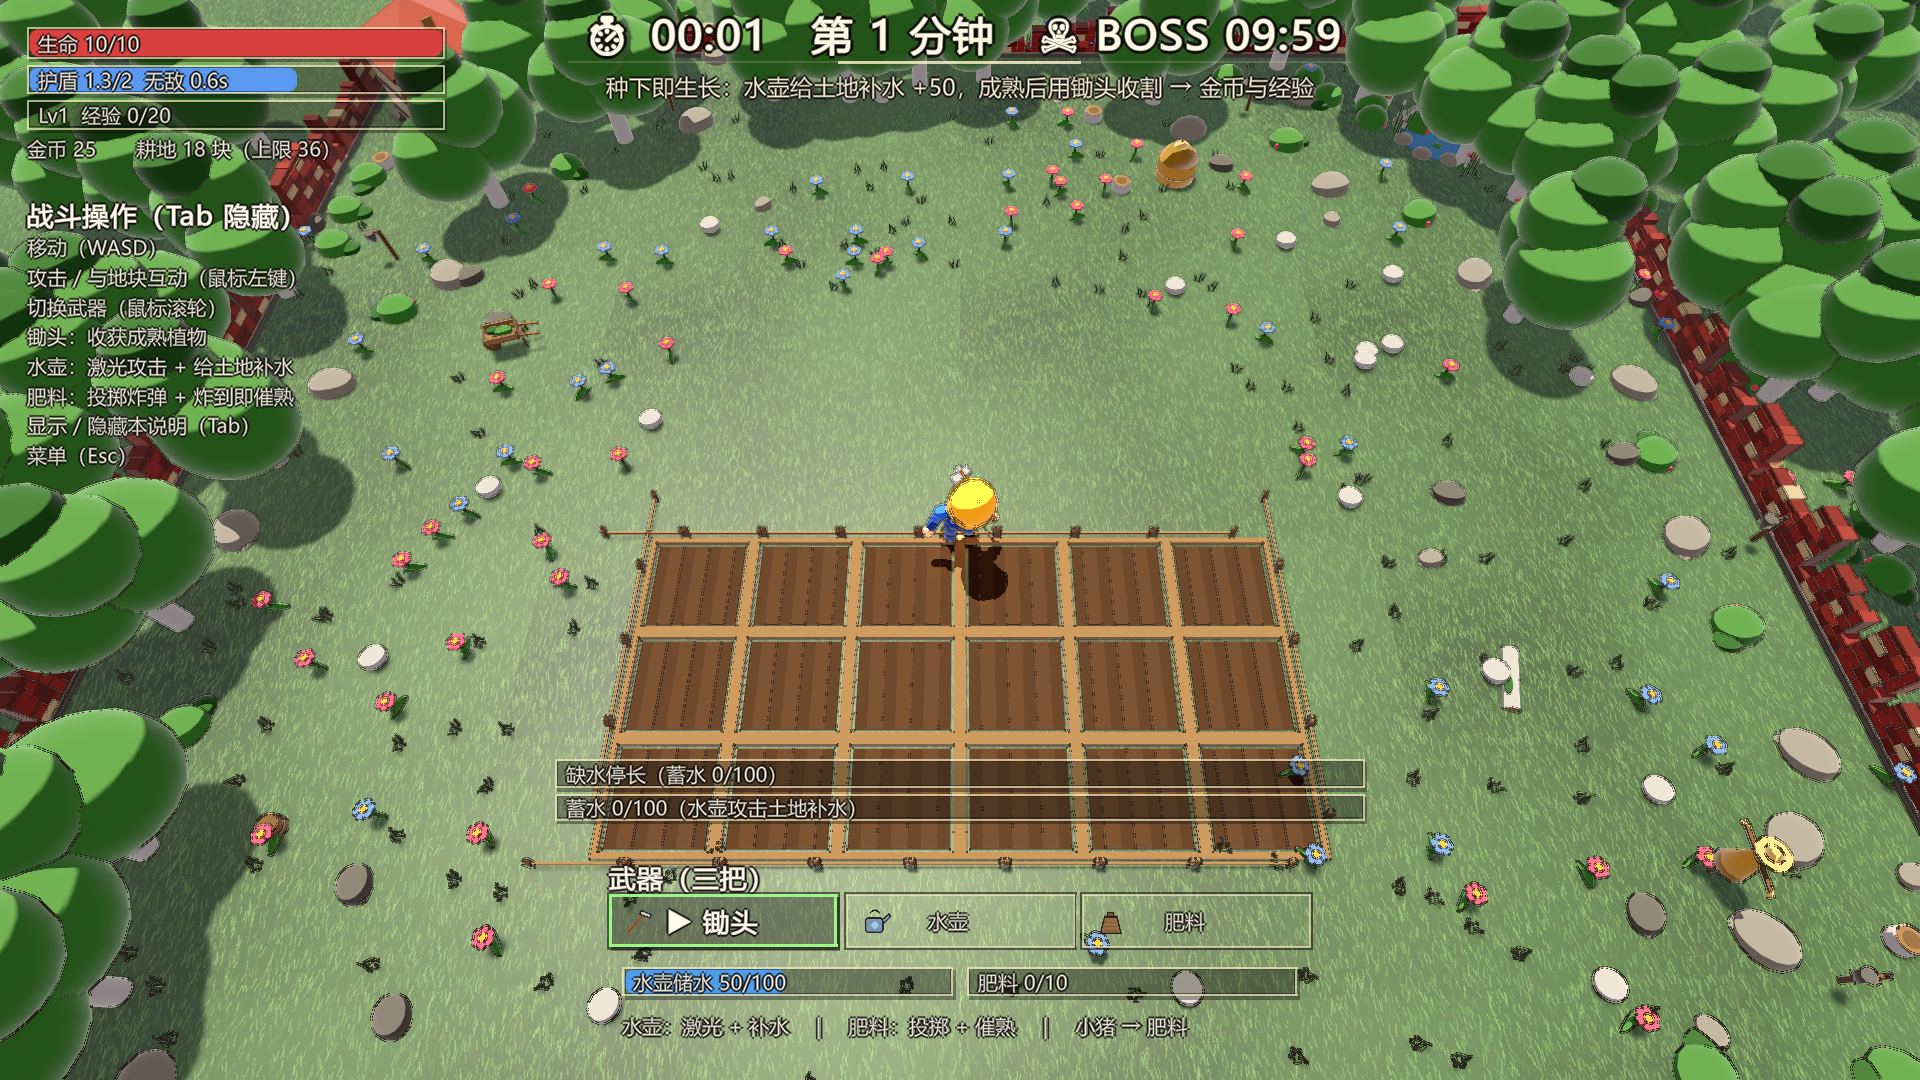 00:01 第 1 分钟 BOSS 09:59
种下即生长：水壶给土地补水 +50，成熟后用锄头收割 → 金币与经验
生命 10/10
护盾 1.3/2 无敌 0.6s
Lv1 经验 0/20
金币 25 耕地 18 块（上限 36）
战斗操作（Tab 隐藏）
移动（WASD）
攻击 / 与地块互动（鼠标左键）
切换武器（鼠标滚轮）
锄头：收获成熟植物
水壶：激光攻击 + 给土地补水
肥料：投掷炸弹 + 炸到即催熟
显示 / 隐藏本说明（Tab）
菜单（Esc）
缺水停长（蓄水 0/100）
蓄水 0/100（水壶攻击土地补水）
武器（三把）
▶ 锄头 水壶 肥料
水壶储水 50/100 肥料 0/10
水壶：激光 + 补水 | 肥料：投掷 + 催熟 | 小猪 → 肥料